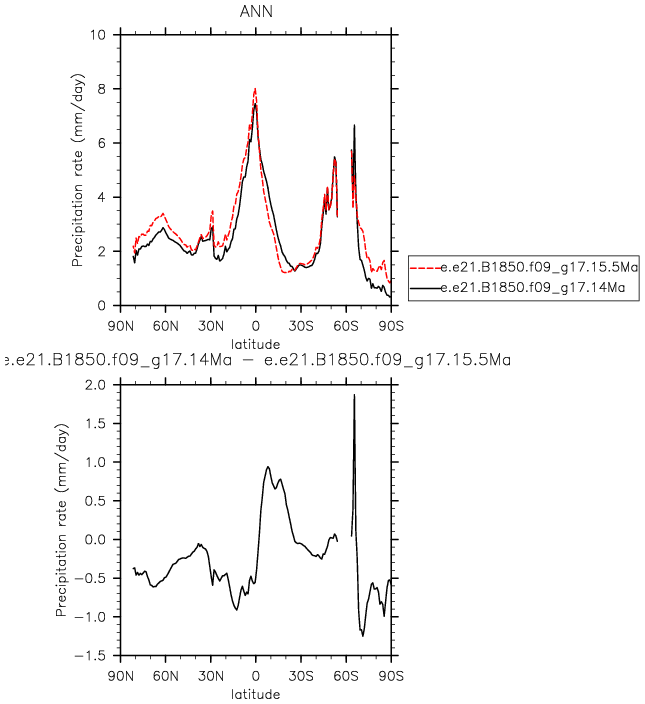 ANN
Precipitation rate (mm/day)
10
8
6
4
2
0
90N 60N 30N 0 30S 60S 90S
latitude
e.e21.B1850.f09_g17.15.5Ma
e.e21.B1850.f09_g17.14Ma
e.e21.B1850.f09_g17.14Ma – e.e21.B1850.f09_g17.15.5Ma
Precipitation rate (mm/day)
2.0
1.5
1.0
0.5
0.0
−0.5
−1.0
−1.5
90N 60N 30N 0 30S 60S 90S
latitude